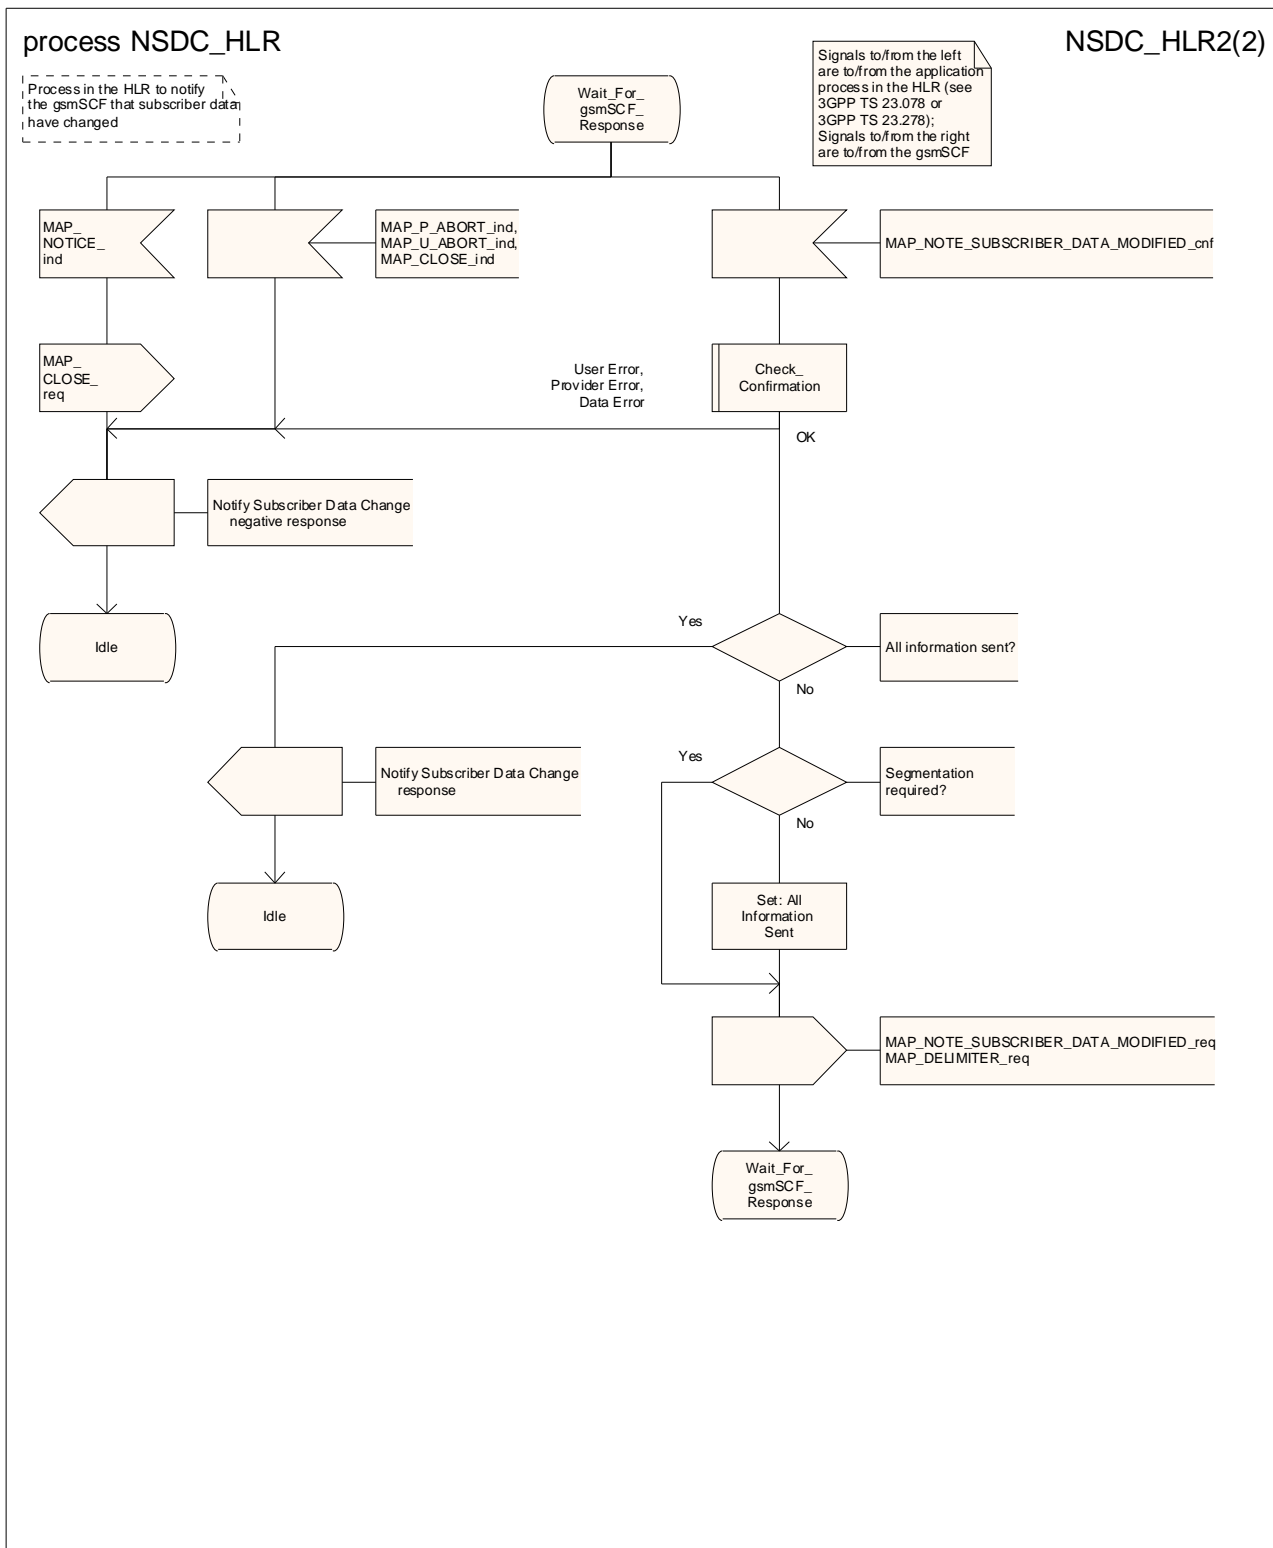 process NSDC_HLR
NSDC_HLR2(2)
Process in the HLR to notify
the gsmSCF that subscriber data
have changed
Wait_For_
gsmSCF_
Response
Signals to/from the left
are to/from the application
process in the HLR (see
3GPP TS 23.078 or
3GPP TS 23.278);
Signals to/from the right
are to/from the gsmSCF
MAP_
NOTICE_
ind
MAP_P_ABORT_ind,
MAP_U_ABORT_ind,
MAP_CLOSE_ind
MAP_NOTE_SUBSCRIBER_DATA_MODIFIED_cnf
MAP_
CLOSE_
req
User Error,
Provider Error,
Data Error
Check_
Confirmation
OK
Notify Subscriber Data Change
negative response
Idle
Yes
All information sent?
No
Notify Subscriber Data Change
response
Yes
Segmentation
required?
No
Idle
Set: All
Information
Sent
MAP_NOTE_SUBSCRIBER_DATA_MODIFIED_req
MAP_DELIMITER_req
Wait_For_
gsmSCF_
Response